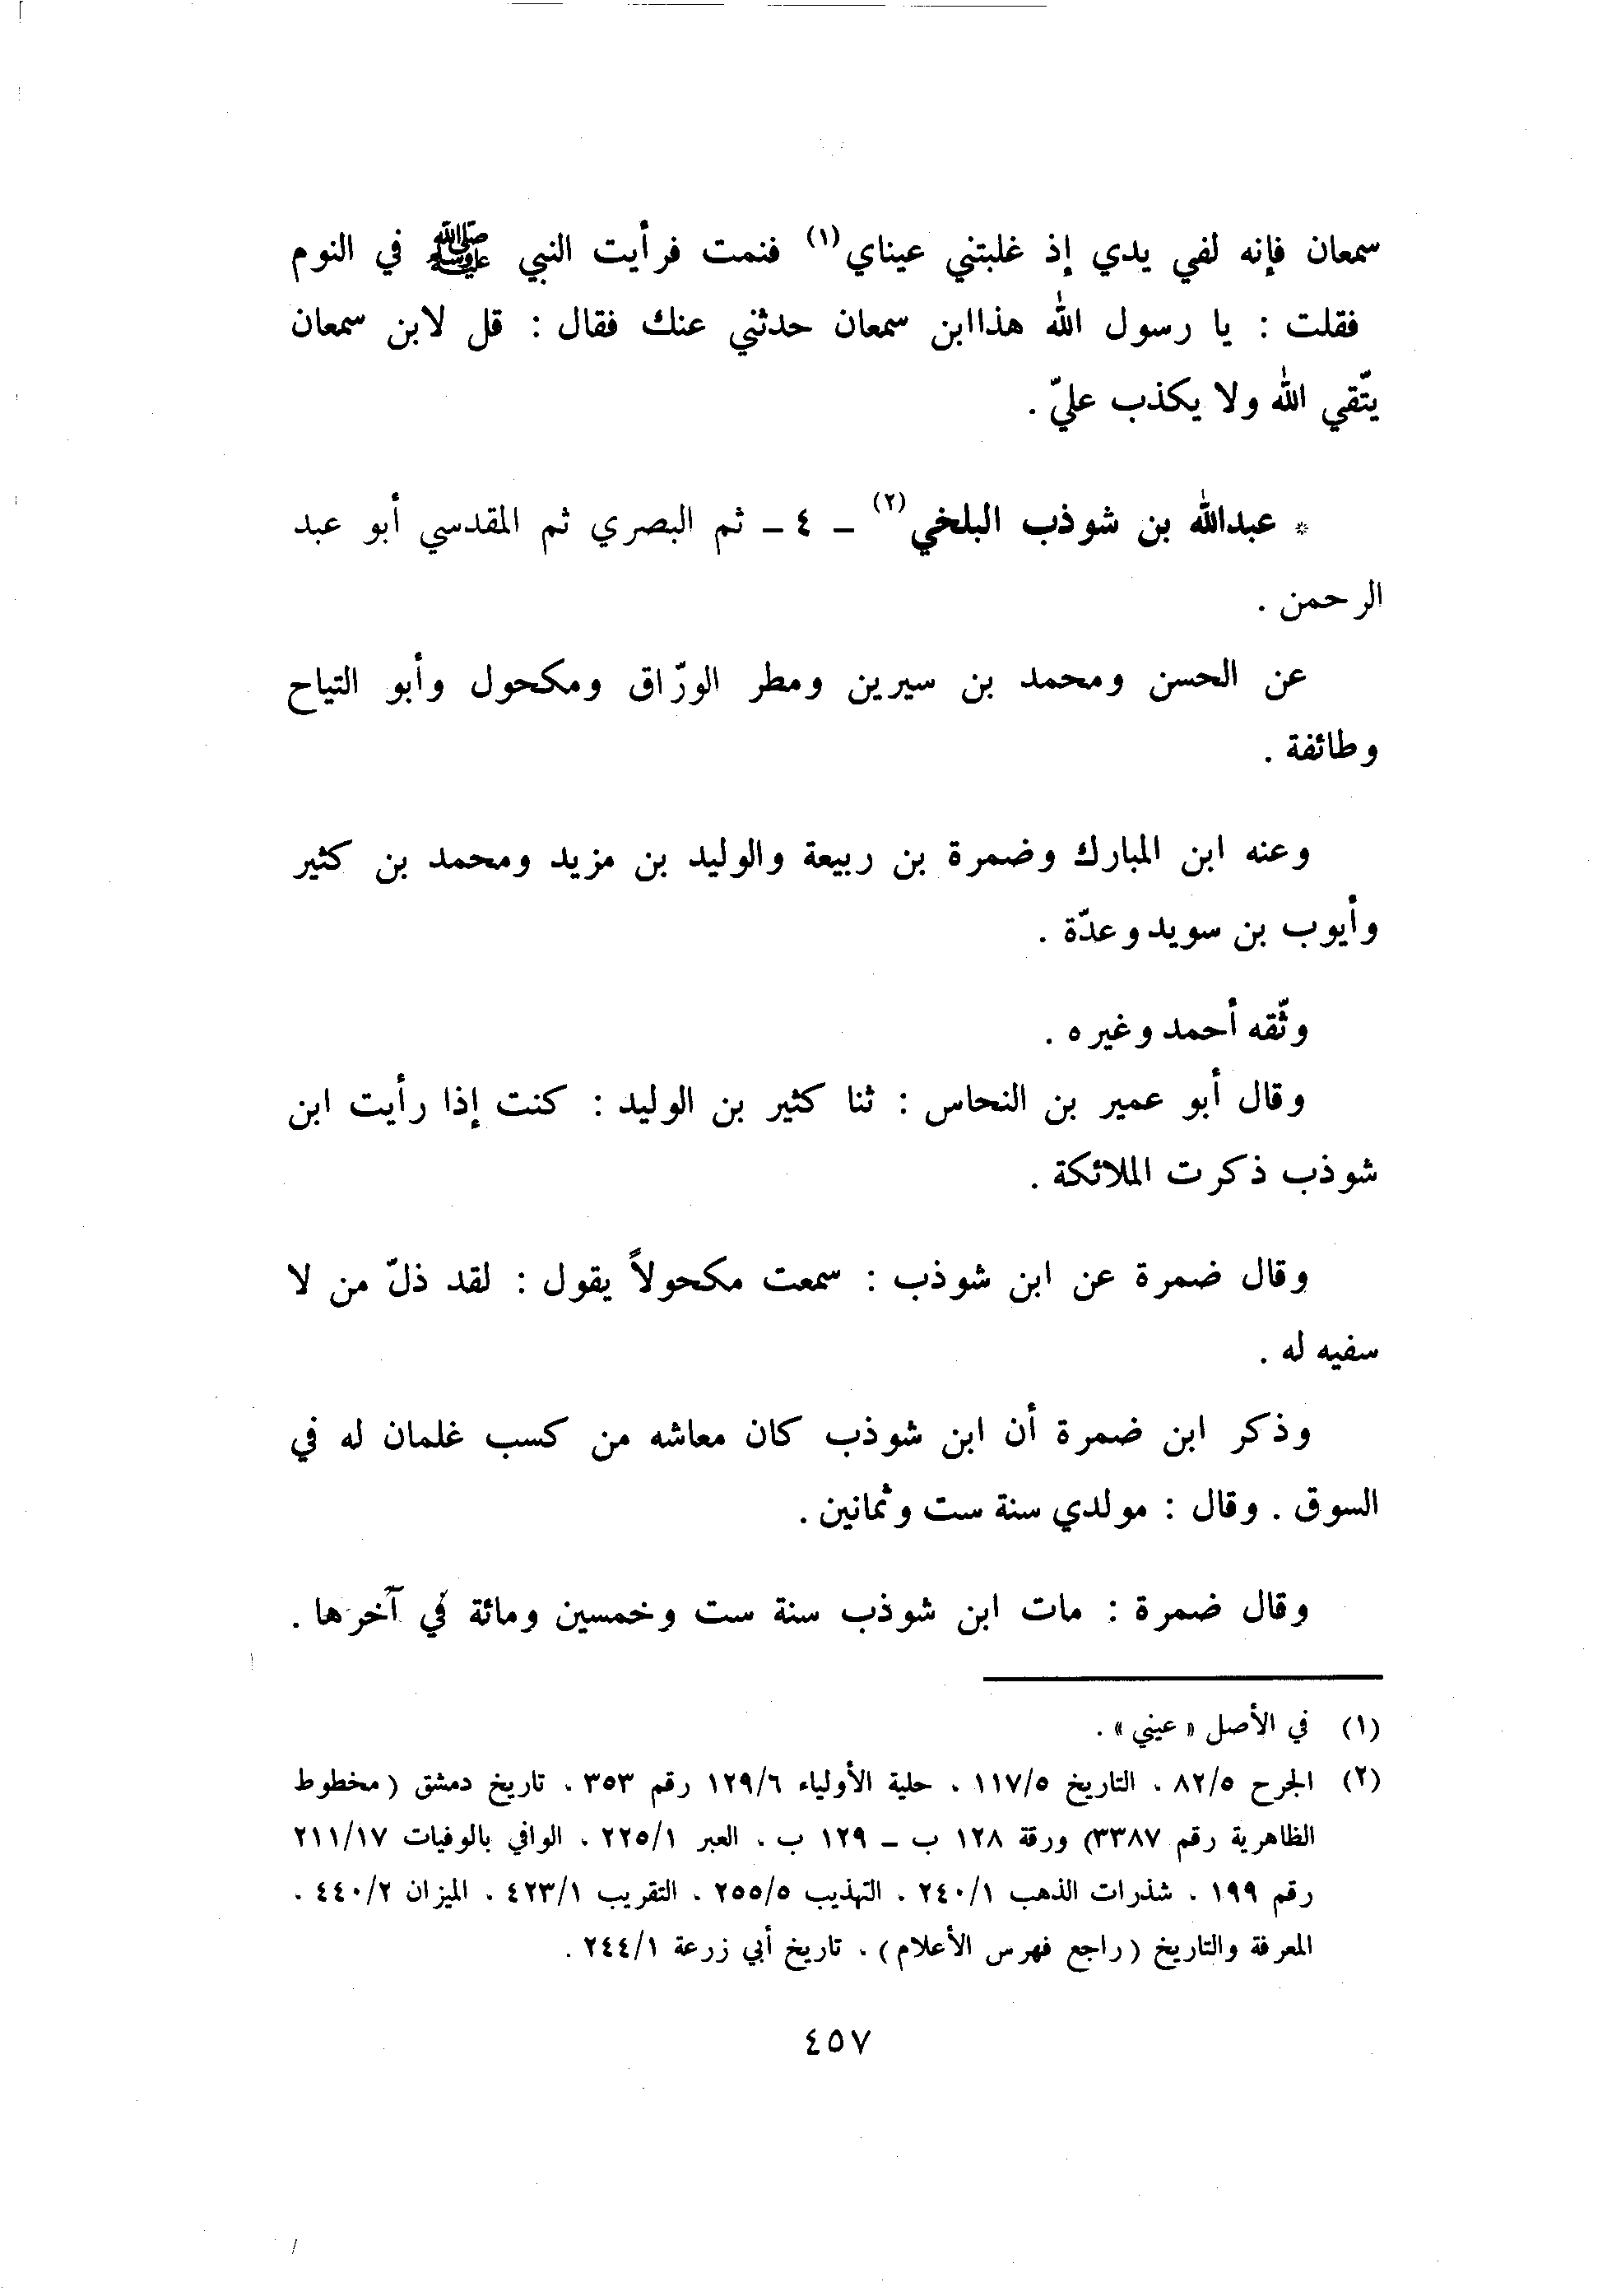 سمعان فإنه لفي يدي إذ غلبتني عيناي(١) فنمت فرأيت النبي ﷺ في النوم
فقلت : يا رسول الله هذاابن سمعان حدثني عنك فقال : قل لابن سمعان
يتّقي الله ولا يكذب عليّ .
* عبدالله بن شوذب البلخي(٢) ـ ٤ ـ ثم البصري ثم المقدسي أبو عبد
الرحمن .
عن الحسن ومحمد بن سيرين ومطر الورّاق ومكحول وأبو التياح
وطائفة .
وعنه ابن المبارك وضمرة بن ربيعة والوليد بن مزيد ومحمد بن كثير
وأيوب بن سويد وعدّة .
وثّقه أحمد وغيره .
وقال أبو عمير بن النحاس : ثنا كثير بن الوليد : كنت إذا رأيت ابن
شوذب ذكرت الملائكة .
وقال ضمرة عن ابن شوذب : سمعت مكحولاً يقول : لقد ذلّ من لا
سفيه له .
وذكر ابن ضمرة أن ابن شوذب كان معاشه من كسب غلمان له في
السوق . وقال : مولدي سنة ست وثمانين .
وقال ضمرة : مات ابن شوذب سنة ست وخمسين ومائة في آخرها .
(١) في الأصل « عيني » .
(٢) الجرح ٨٢/٥ ، التاريخ ١١٧/٥ ، حلية الأولياء ١٢٩/٦ رقم ٣٥٣ ، تاريخ دمشق ( مخطوط
الظاهرية رقم ٣٣٨٧) ورقة ١٢٨ ب ـ ١٢٩ ب ، العبر ٢٢٥/١ ، الوافي بالوفيات ٢١١/١٧
رقم ١٩٩ ، شذرات الذهب ٢٤٠/١ ، التهذيب ٢٥٥/٥ ، التقريب ٤٢٣/١ ، الميزان ٤٤٠/٢ ،
المعرفة والتاريخ (راجع فهرس الأعلام) ، تاريخ أبي زرعة ٢٤٤/١ .
٤٥٧